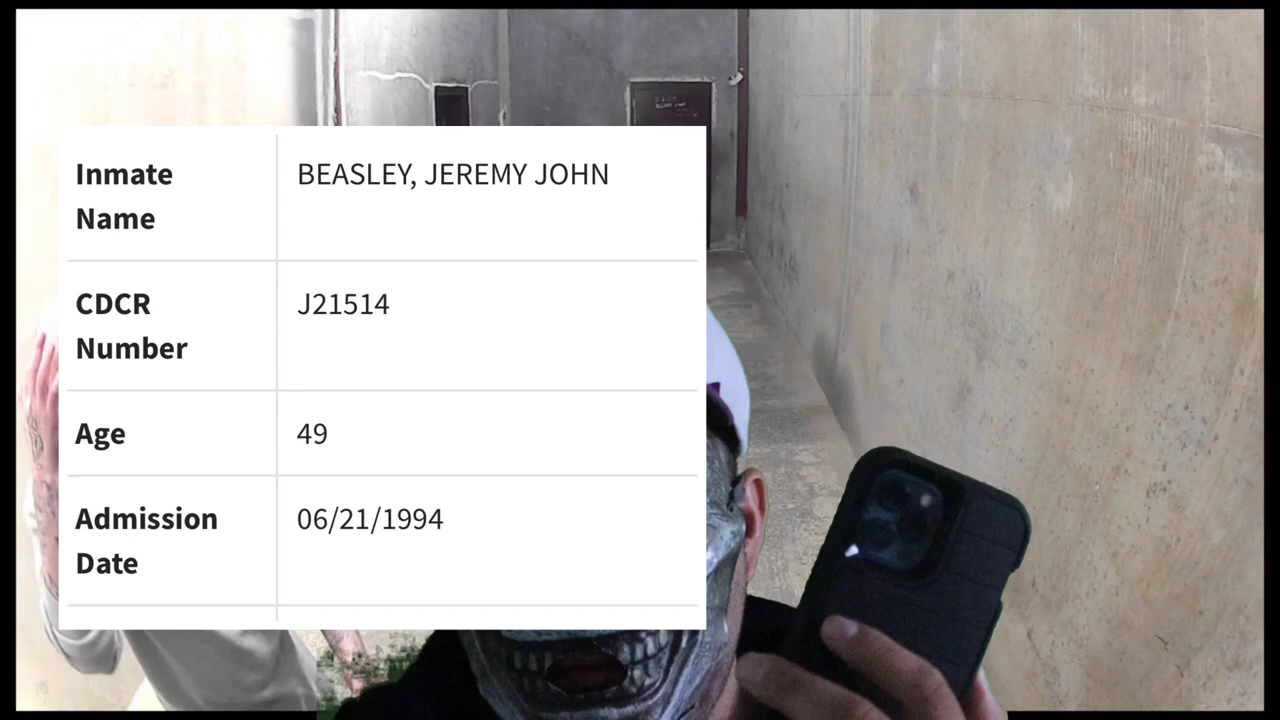 Inmate
Name
BEASLEY, JEREMY JOHN
CDCR
Number
J21514
Age
49
Admission
Date
06/21/1994